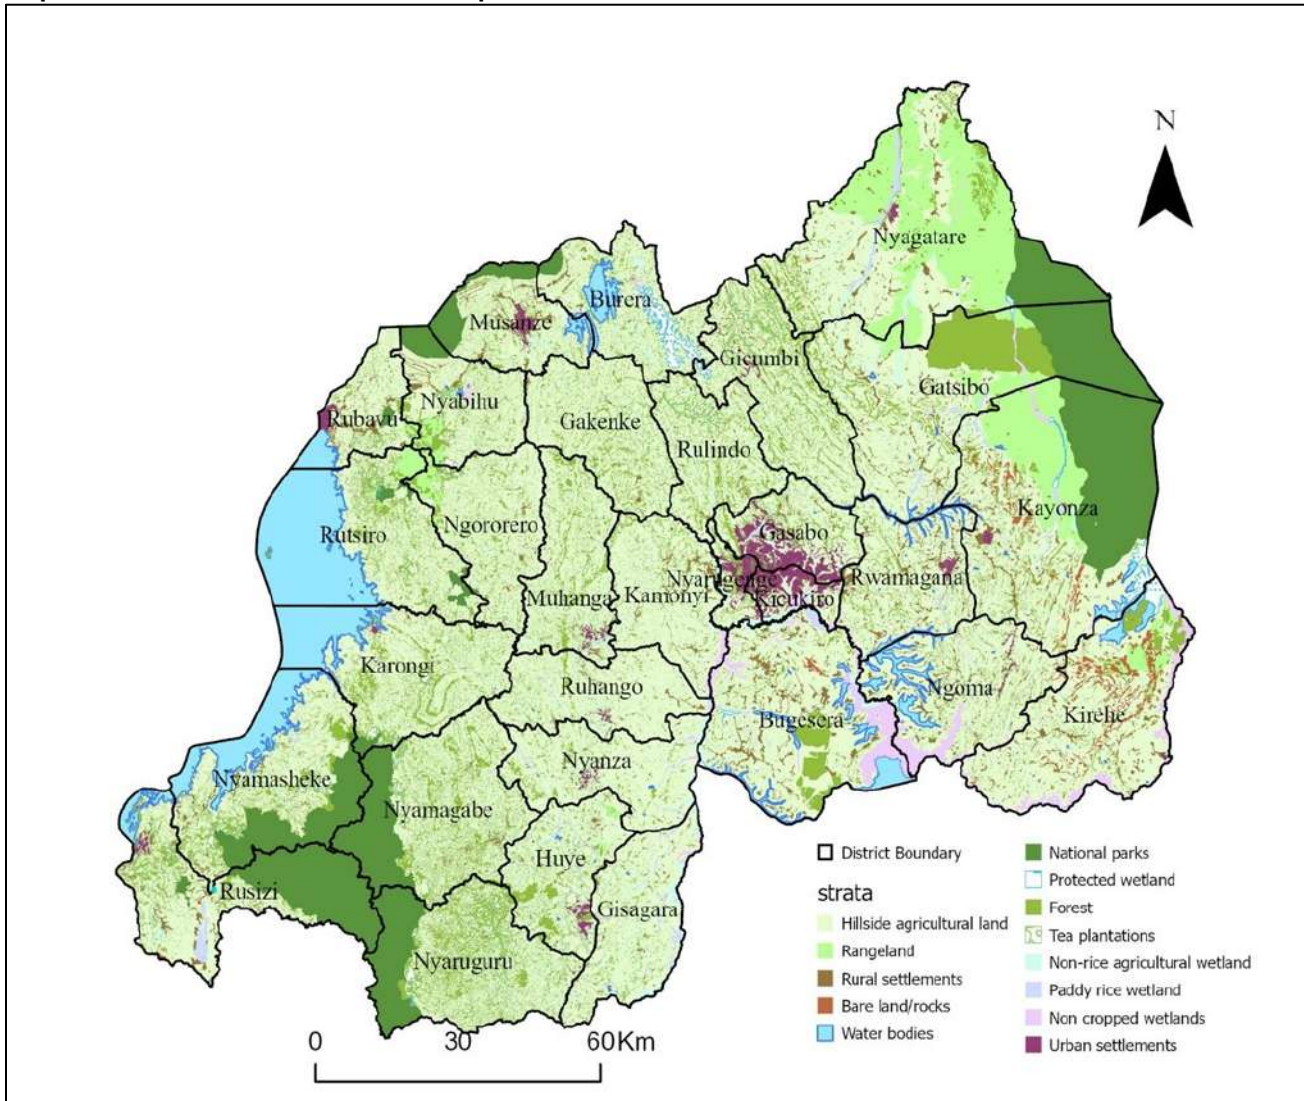 N
Nyagatare
Burera
Musanze
Gicumbi
Gatsibo
Nyabihu
Rubavu
Gakenke
Rulindo
Kayonza
Ngororero
Rutsiro
Gasabo
Nyarugenge
Rwamagana
Muhanga
Kamonyi
Kicukiro
Karongi
Ruhango
Ngoma
Bugesera
Kirehe
Nyanza
Nyamasheke
Nyamagabe
Huye
Rusizi
Gisagara
Nyaruguru
0 30 60Km
District Boundary
strata
Hillside agricultural land
Rangeland
Rural settlements
Bare land/rocks
Water bodies
National parks
Protected wetland
Forest
Tea plantations
Non-rice agricultural wetland
Paddy rice wetland
Non cropped wetlands
Urban settlements